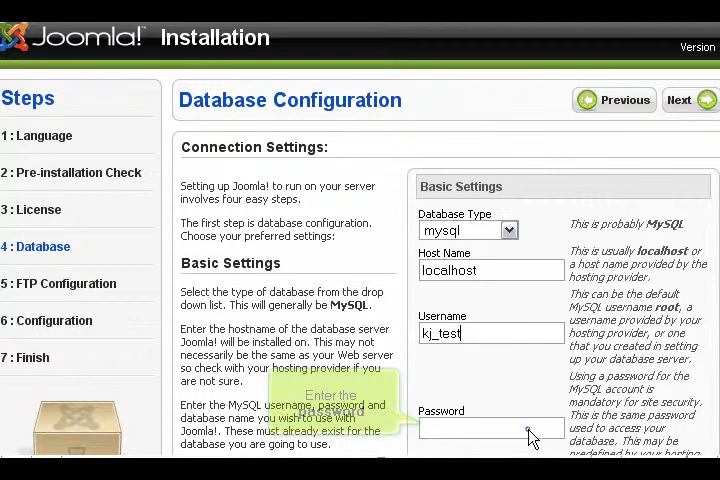 Joomla! Installation
Version
Steps
1 : Language
2 : Pre-installation Check
3 : License
4 : Database
5 : FTP Configuration
6 : Configuration
7 : Finish
Database Configuration
Previous
Next
Connection Settings:
Setting up Joomla! to run on your server
involves four easy steps.
The first step is database configuration.
Choose your preferred settings:
Basic Settings
Select the type of database from the drop
down list. This will generally be MySQL.
Enter the hostname of the database server
Joomla! will be installed on. This may not
necessarily be the same as your Web server
so check with your hosting provider if you
are not sure.
Enter the MySQL username, password and
database name you wish to use with
Joomla!. These must already exist for the
database you are going to use.
Enter the
password
Basic Settings
Database Type
mysql
This is probably MySQL
Host Name
localhost
This is usually localhost or
a host name provided by the
hosting provider.
Username
kj_test
This can be the default
MySQL username root, a
username provided by your
hosting provider, or one
that you created in setting
up your database server.
Password
Using a password for the
MySQL account is
mandatory for site security.
This is the same password
used to access your
database. This may be
predefined by your hosting